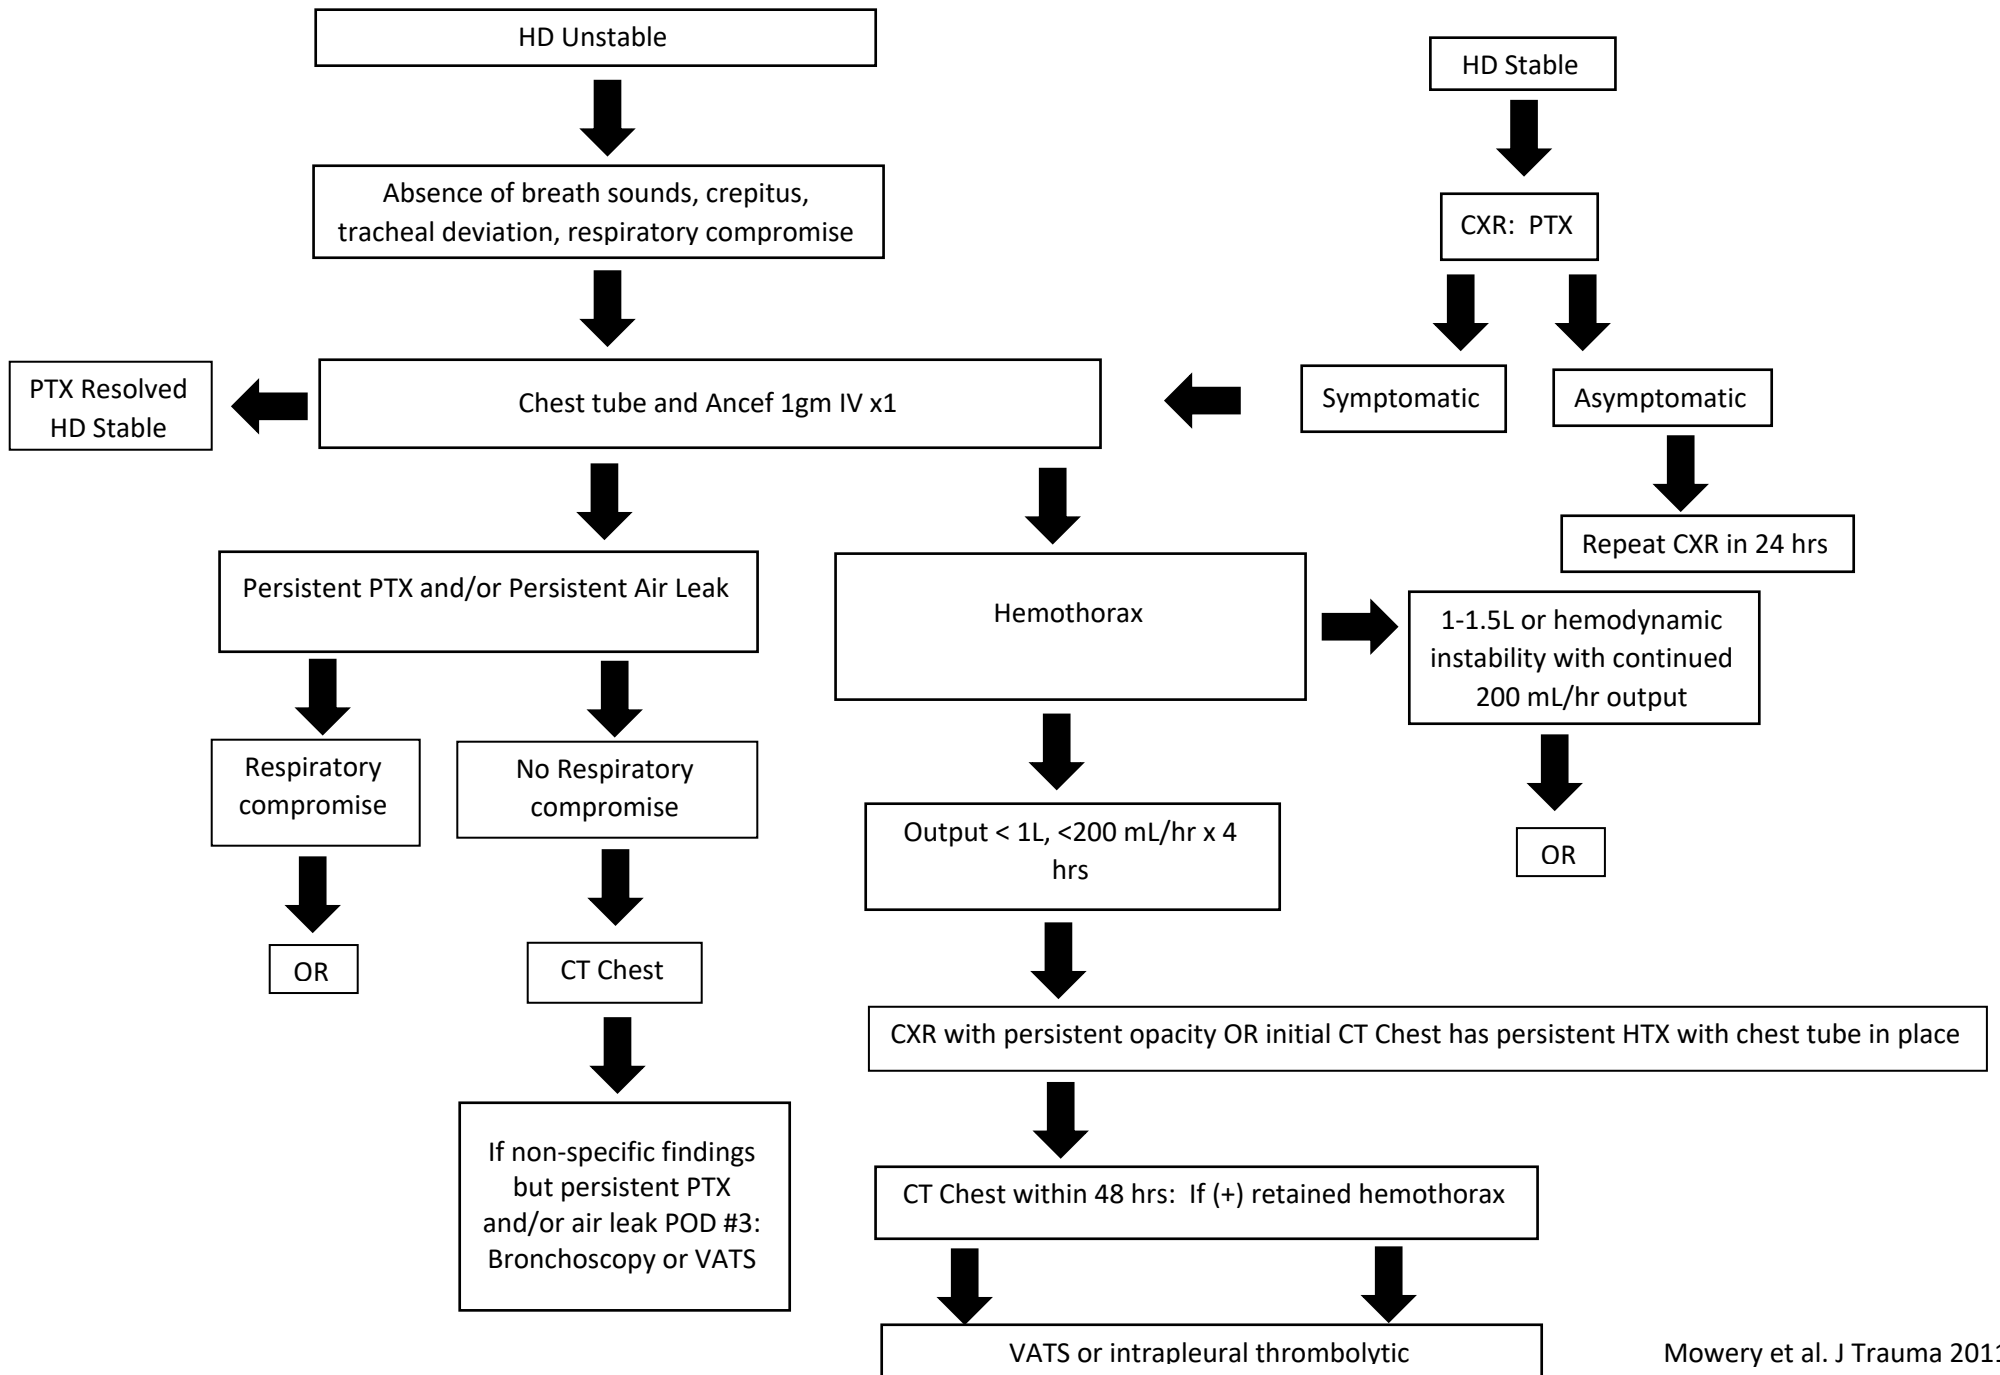 HD Unstable
HD Stable
Absence of breath sounds, crepitus,
tracheal deviation, respiratory compromise
CXR:  PTX
PTX Resolved
HD Stable
Chest tube and Ancef 1gm IV x1
Symptomatic
Asymptomatic
Repeat CXR in 24 hrs
Persistent PTX and/or Persistent Air Leak
Hemothorax
1-1.5L or hemodynamic
instability with continued
200 mL/hr output
Respiratory
compromise
No Respiratory
compromise
Output < 1L, <200 mL/hr x 4
hrs
OR
OR
CT Chest
CXR with persistent opacity OR initial CT Chest has persistent HTX with chest tube in place
If non-specific findings
but persistent PTX
and/or air leak POD #3:
Bronchoscopy or VATS
CT Chest within 48 hrs:  If (+) retained hemothorax
VATS or intrapleural thrombolytic
Mowery et al. J Trauma 2011